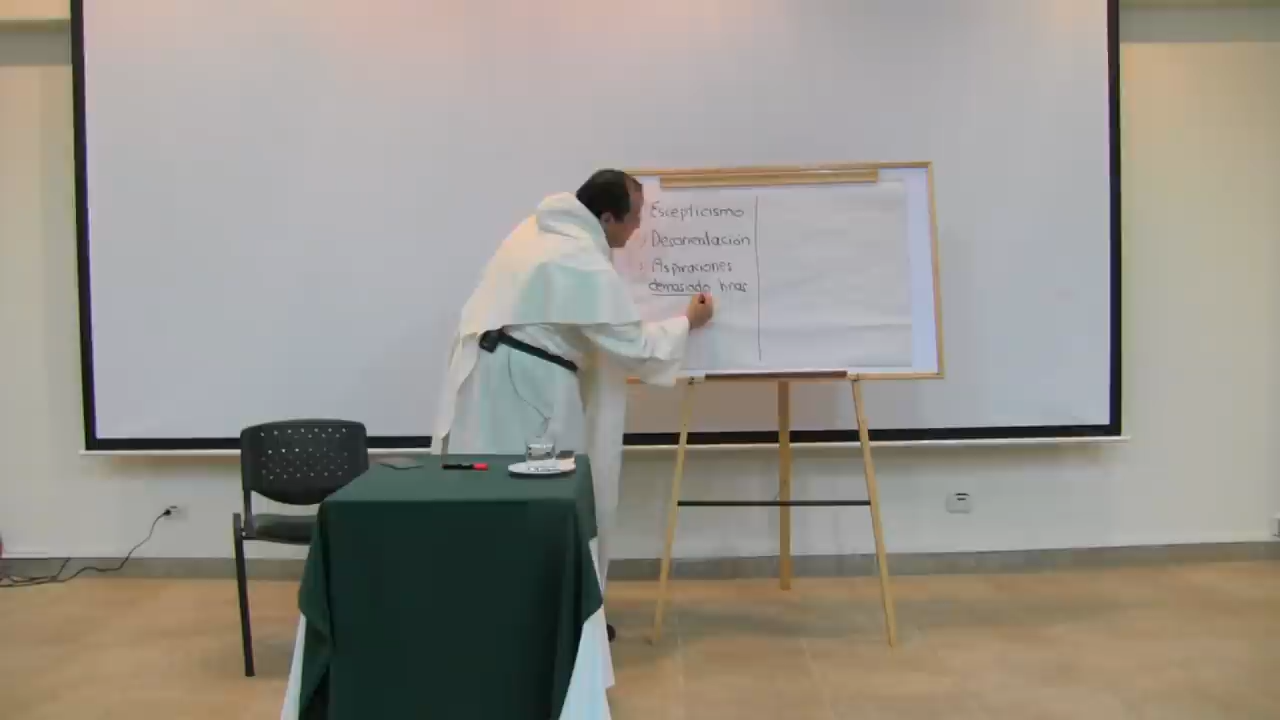 Escepticismo
Desorientación
Aspiraciones
demasiado